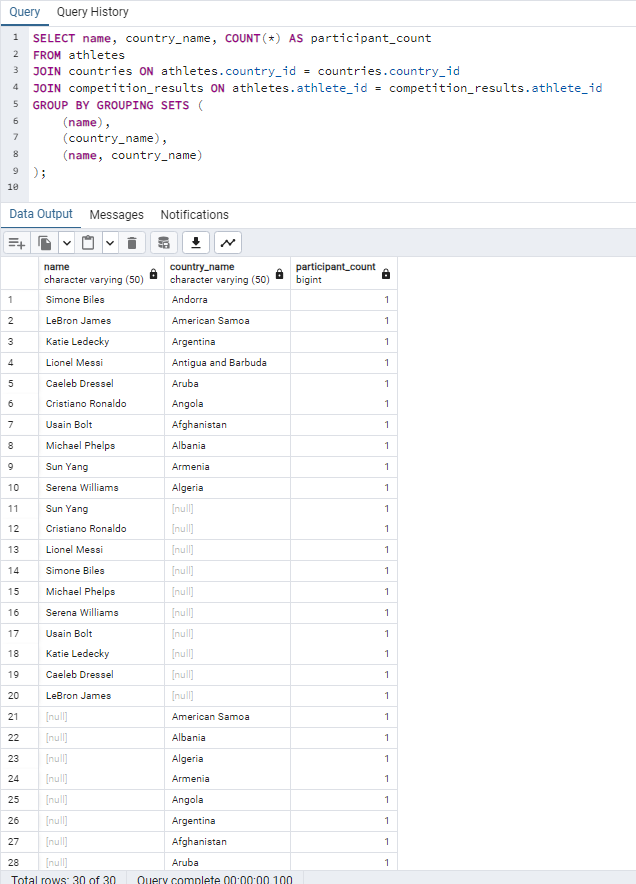 Query Query History
1 SELECT name, country_name, COUNT(*) AS participant_count
2 FROM athletes
3 JOIN countries ON athletes.country_id = countries.country_id
4 JOIN competition_results ON athletes.athlete_id = competition_results.athlete_id
5 GROUP BY GROUPING SETS (
6 (name),
7 (country_name),
8 (name, country_name)
9 );
10
Data Output Messages Notifications
name country_name participant_count
character varying (50) character varying (50) bigint
1 Simone Biles Andorra 1
2 LeBron James American Samoa 1
3 Katie Ledecky Argentina 1
4 Lionel Messi Antigua and Barbuda 1
5 Caeleb Dressel Aruba 1
6 Cristiano Ronaldo Angola 1
7 Usain Bolt Afghanistan 1
8 Michael Phelps Albania 1
9 Sun Yang Armenia 1
10 Serena Williams Algeria 1
11 Sun Yang [null] 1
12 Cristiano Ronaldo [null] 1
13 Lionel Messi [null] 1
14 Simone Biles [null] 1
15 Michael Phelps [null] 1
16 Serena Williams [null] 1
17 Usain Bolt [null] 1
18 Katie Ledecky [null] 1
19 Caeleb Dressel [null] 1
20 LeBron James [null] 1
21 [null] American Samoa 1
22 [null] Albania 1
23 [null] Algeria 1
24 [null] Armenia 1
25 [null] Angola 1
26 [null] Argentina 1
27 [null] Afghanistan 1
28 [null] Aruba 1
Total rows: 30 of 30 Query complete 00:00:00.100